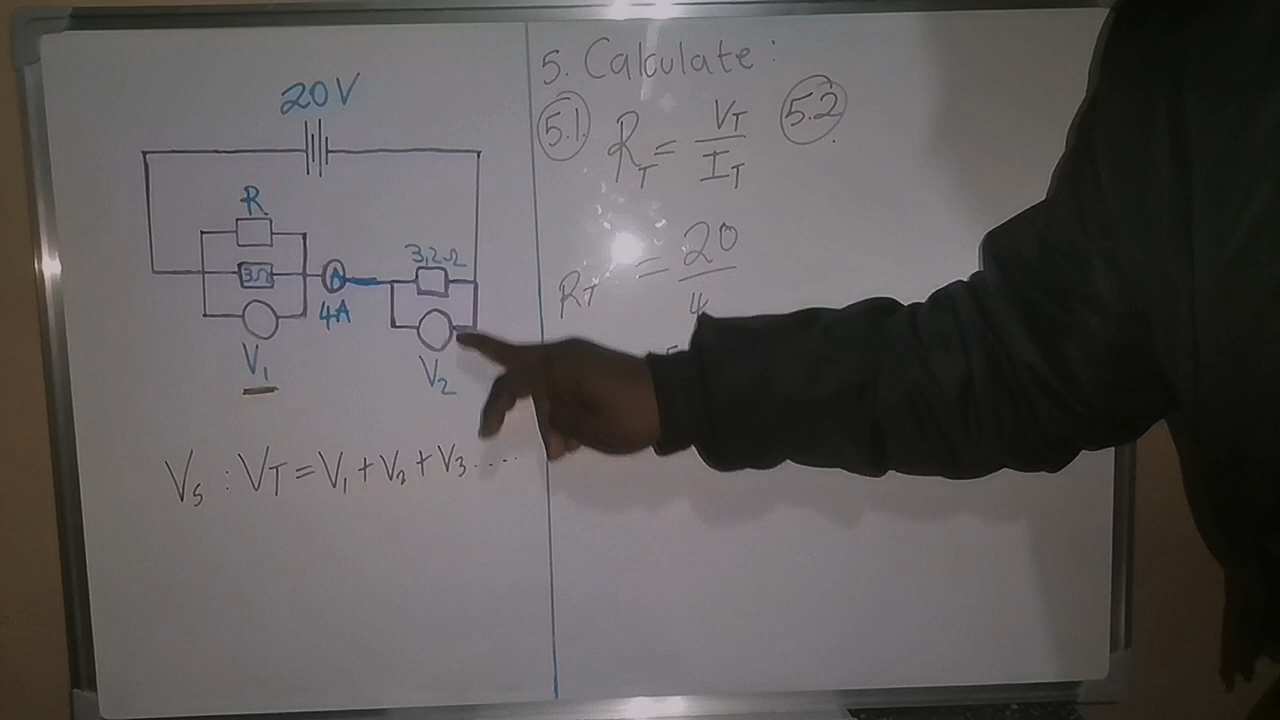 20V
R
3Ω
A
4A
V1
3,2Ω
V2
Vs : VT = V1 + V2 + V3 ....
5. Calculate :
5.1
RT = VT / IT
RT = 20 / 4
5.2